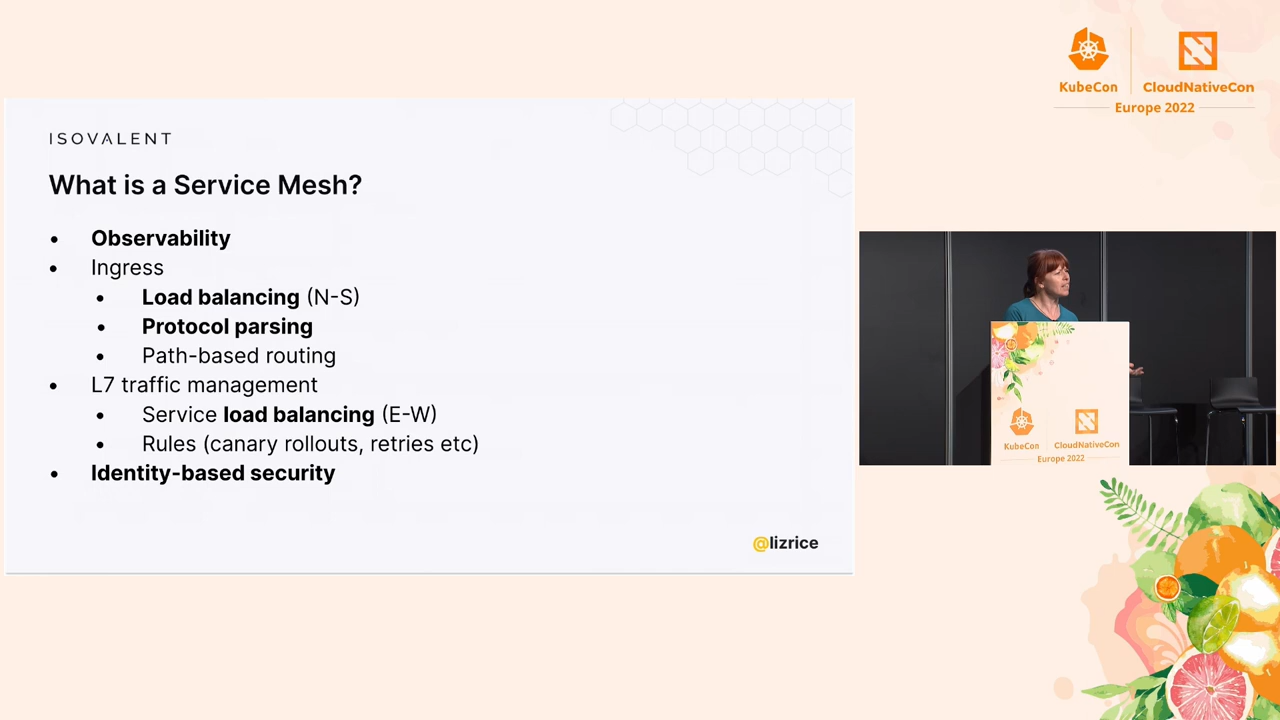 KubeCon
CloudNativeCon
Europe 2022
ISOVALENT
What is a Service Mesh?
• Observability
• Ingress
• Load balancing (N-S)
• Protocol parsing
• Path-based routing
• L7 traffic management
• Service load balancing (E-W)
• Rules (canary rollouts, retries etc)
• Identity-based security
@lizrice
KubeCon
CloudNativeCon
Europe 2022